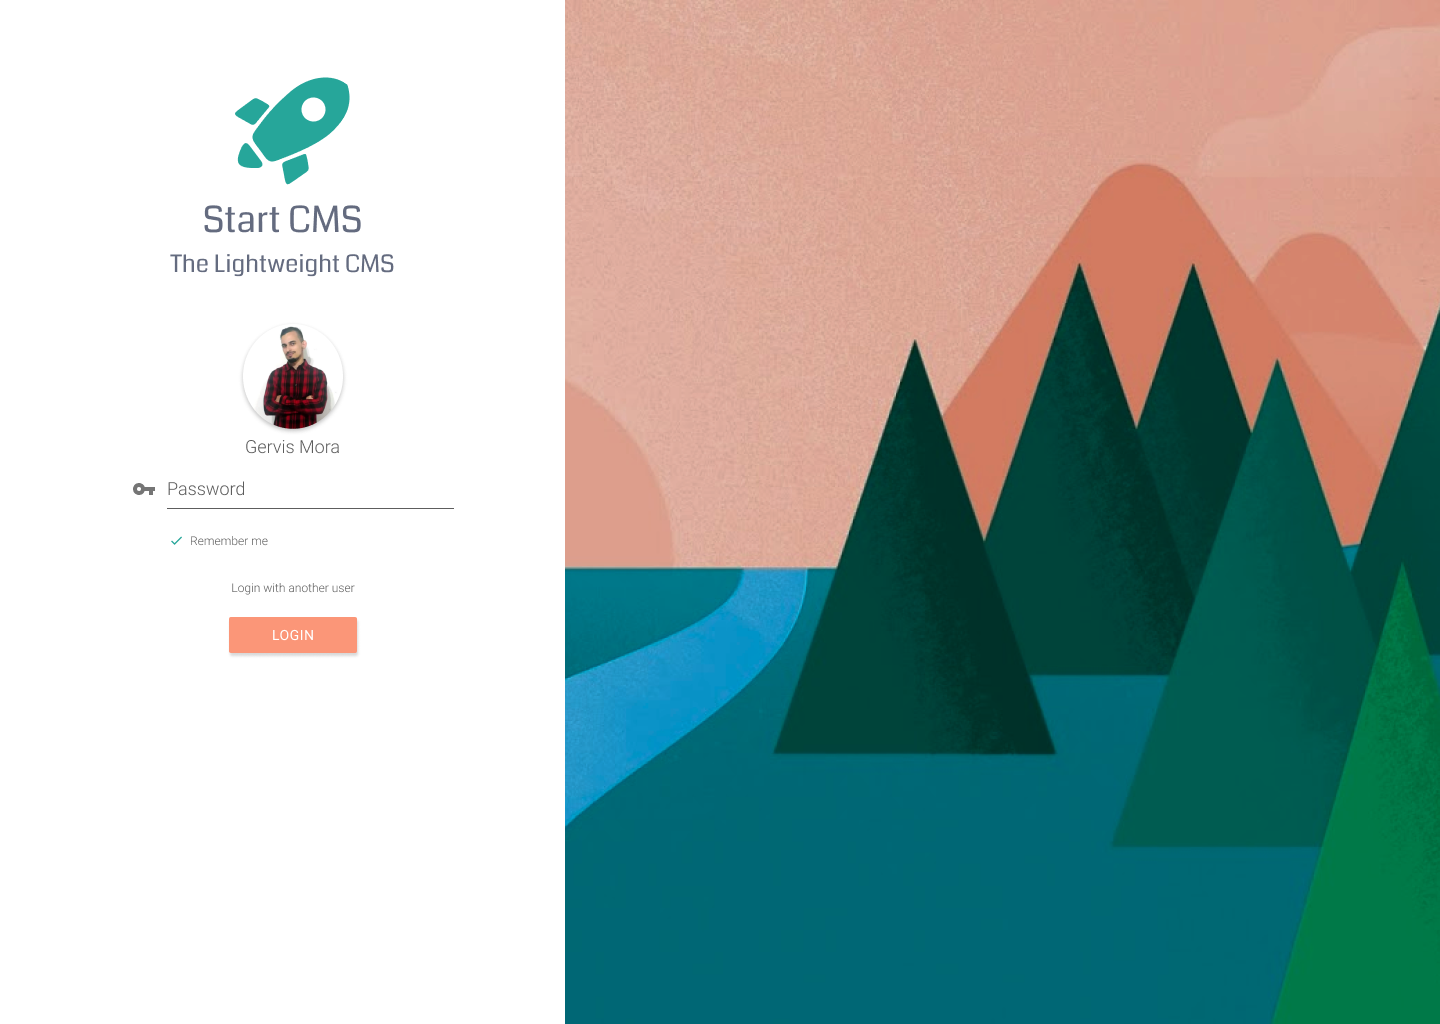 Start CMS
The Lightweight CMS
Gervis Mora
Password
Remember me
Login with another user
LOGIN